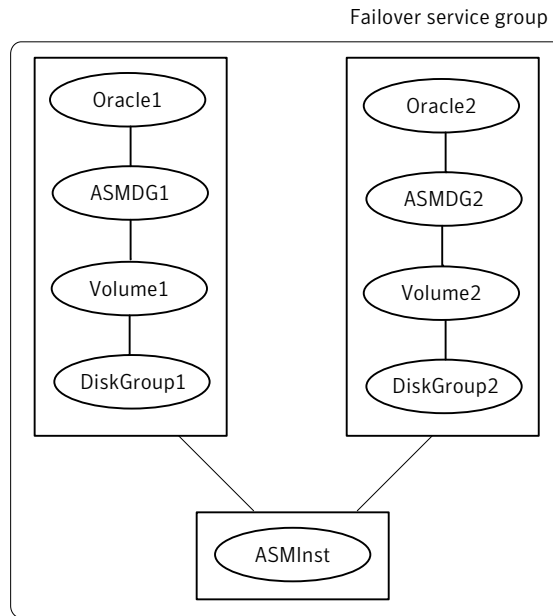 Failover service group
Oracle1
ASMDG1
Volume1
DiskGroup1
Oracle2
ASMDG2
Volume2
DiskGroup2
ASMInst